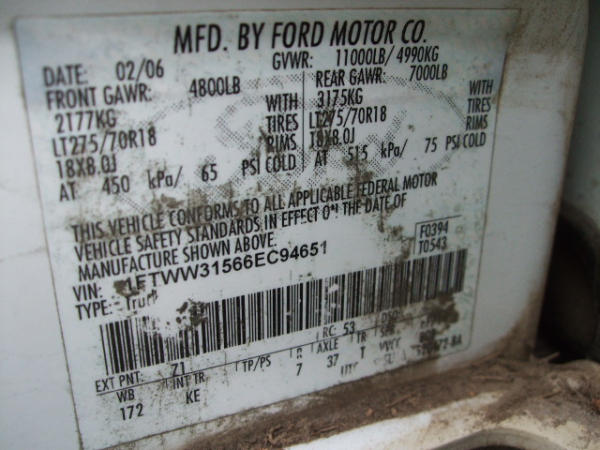 MFD. BY FORD MOTOR CO.
DATE: 02/06 GVWR: 11000LB/ 4990KG
FRONT GAWR: 4800LB REAR GAWR: 7000LB
2177KG WITH 3175KG WITH
LT275/70R18 TIRES LT275/70R18 TIRES
18X8.0J RIMS 18X8.0J RIMS
AT 450 kPa/ 65 PSI COLD AT 515 kPa/ 75 PSI COLD
THIS VEHICLE CONFORMS TO ALL APPLICABLE FEDERAL MOTOR
VEHICLE SAFETY STANDARDS IN EFFECT ON THE DATE OF
MANUFACTURE SHOWN ABOVE.
F0394
T0543
VIN: 1FTWW31566EC94651
TYPE: Truck
EXT PNT: Z1 RC: 53 DSO:
WB INT TR TP/PS R AXLE TR
172 KE 7 37 T